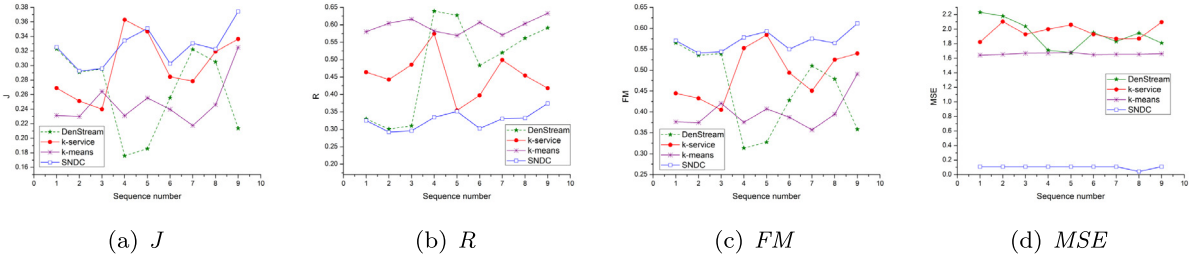 0.38
0.36
0.34
0.32
0.30
0.28
0.26
0.24
0.22
0.20
0.18
0.16
J
0 1 2 3 4 5 6 7 8 9 10
Sequence number
DenStream
k-service
k-means
SNDC
(a) J
0.65
0.60
0.55
0.50
0.45
0.40
0.35
0.30
0.25
0.20
R
0 1 2 3 4 5 6 7 8 9 10
Sequence number
DenStream
k-service
k-means
SNDC
(b) R
0.65
0.60
0.55
0.50
0.45
0.40
0.35
0.30
0.25
FM
0 1 2 3 4 5 6 7 8 9 10
Sequence number
DenStream
k-service
k-means
SNDC
(c) FM
2.2
2.0
1.8
1.6
1.4
1.2
1.0
0.8
0.6
0.4
0.2
0.0
MSE
0 1 2 3 4 5 6 7 8 9 10
Sequence number
DenStream
k-service
k-means
SNDC
(d) MSE